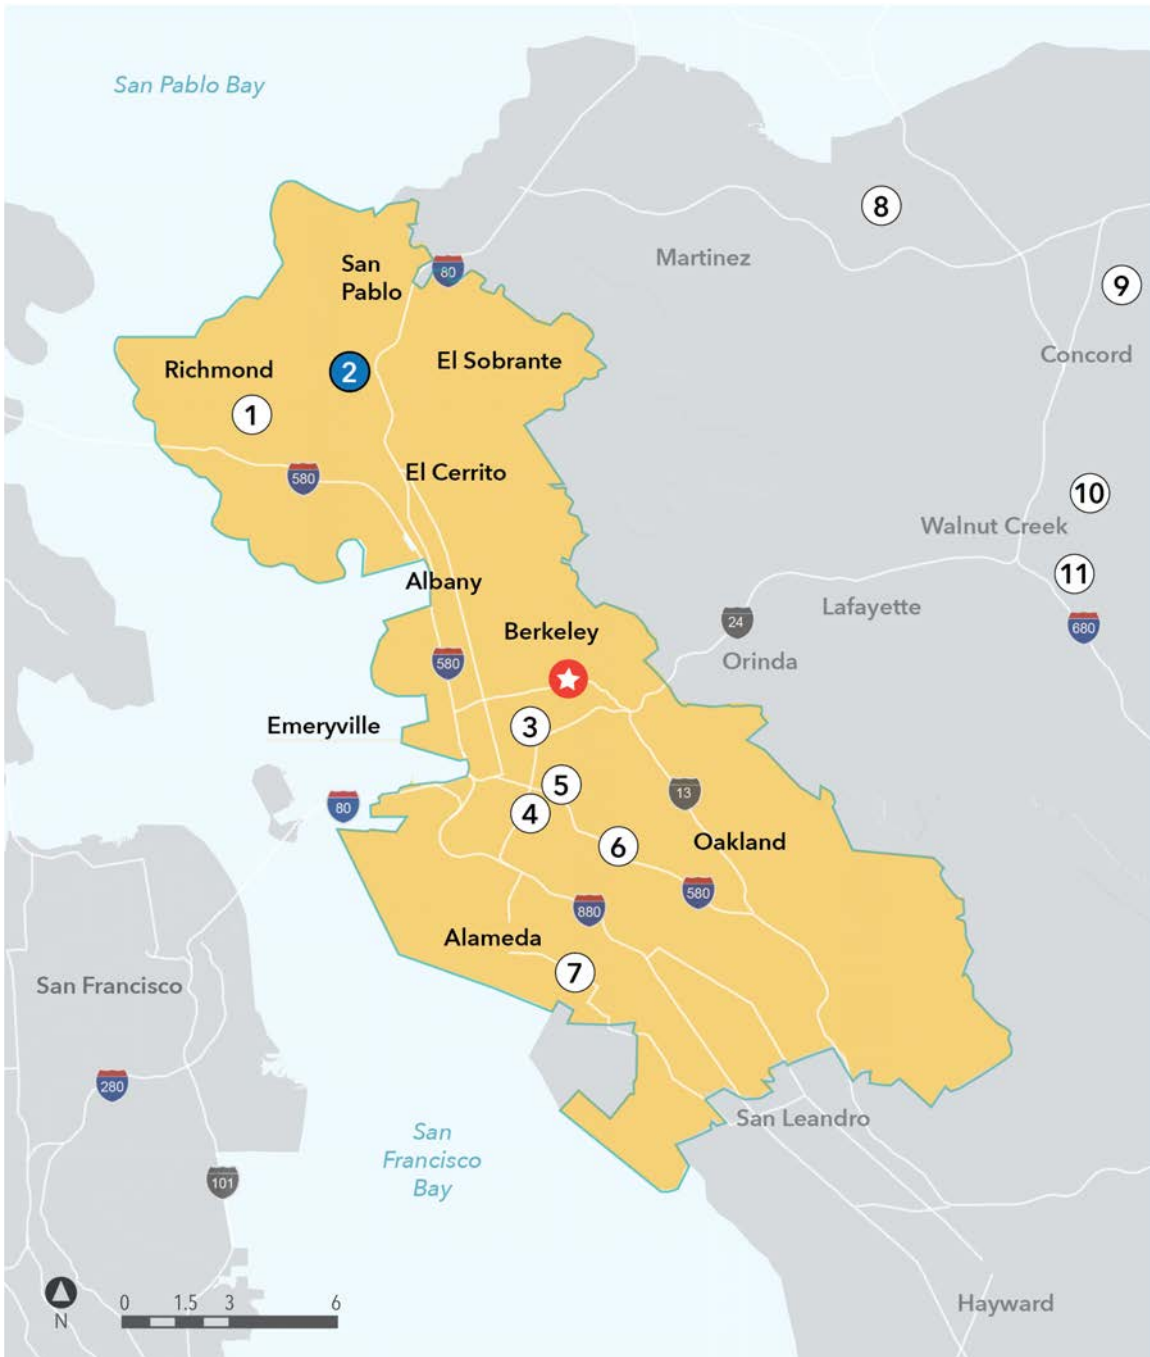 San Pablo Bay
8
Martinez
San
Pablo
80
9
Concord
El Sobrante
Richmond
2
1
580
El Cerrito
10
Walnut Creek
Albany
11
Lafayette
24
680
Berkeley
580
Orinda
Emeryville
3
5
13
80
4
Oakland
6
580
880
Alameda
7
San Francisco
280
San
Francisco
Bay
San Leandro
101
0 1.5 3 6
N
Hayward